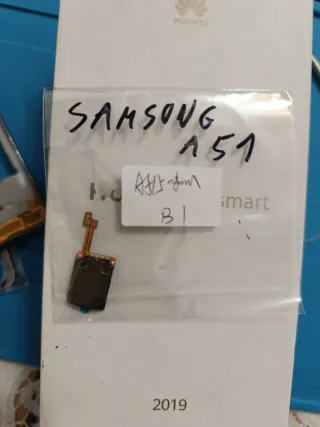 HUAWEI
SAMSUNG
A51
smart
B1
2019